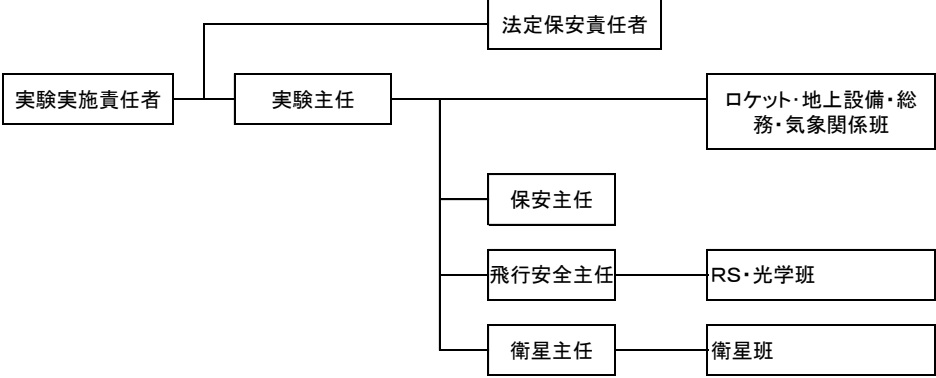 法定保安責任者
実験実施責任者
実験主任
ロケット・地上設備・総
務・気象関係班
保安主任
飛行安全主任
RS・光学班
衛星主任
衛星班